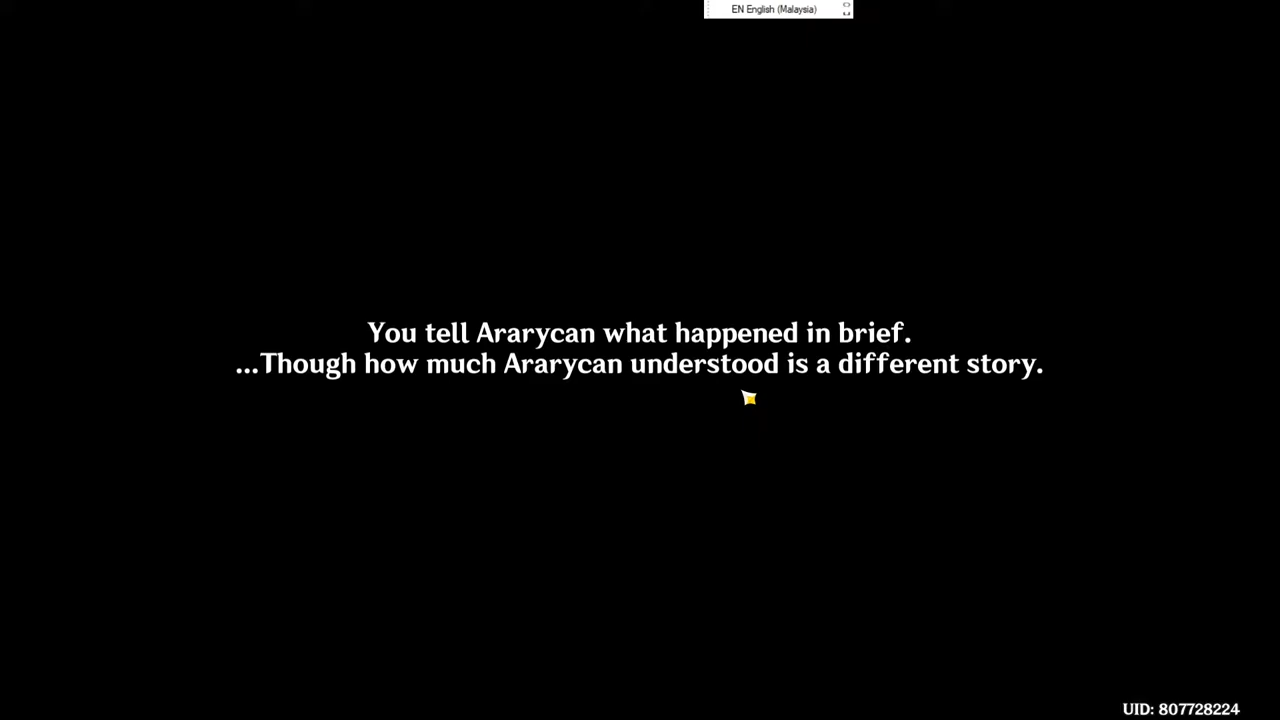 EN English (Malaysia)
You tell Ararycan what happened in brief.
...Though how much Ararycan understood is a different story.
UID: 807728224